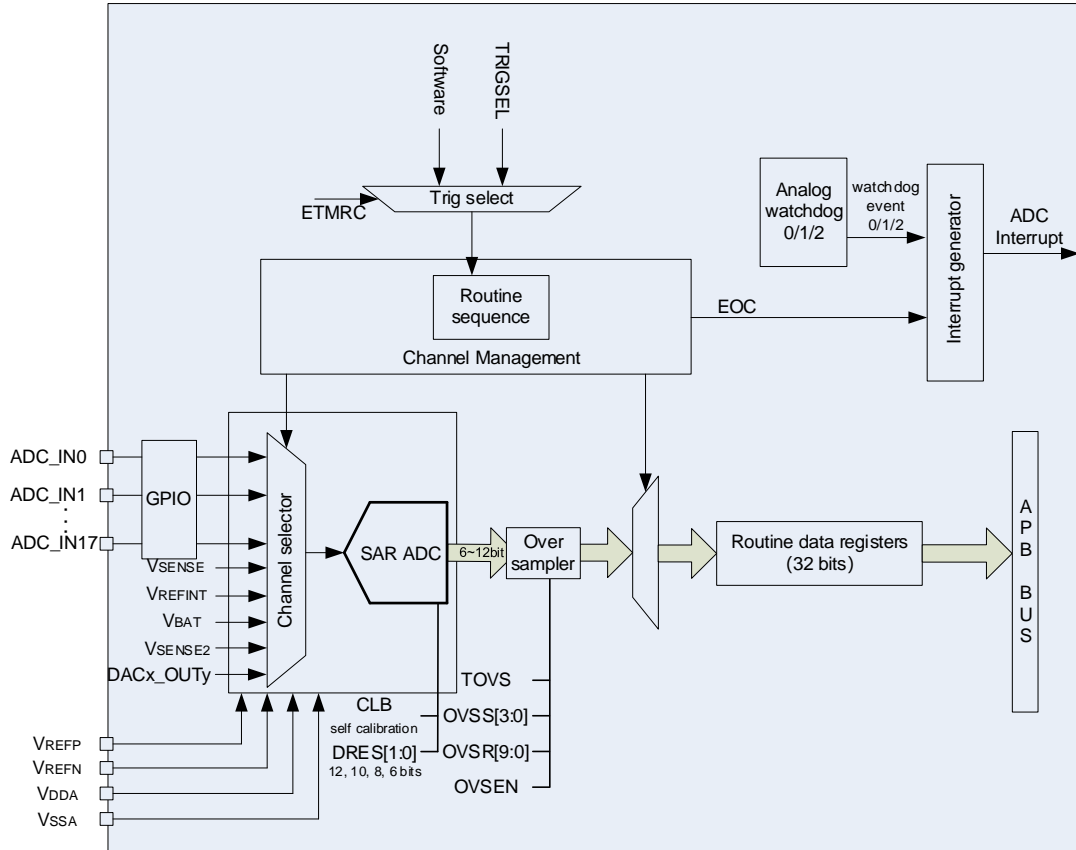 Software
TRIGSEL
Trig select
ETMRC
Analog
watchdog
0/1/2
watchdog
event
0/1/2
Interrupt generator
ADC
Interrupt
Routine
sequence
Channel Management
EOC
ADC_IN0
ADC_IN1
ADC_IN17
GPIO
VSENSE
VREFINT
VBAT
VSENSE2
DACx_OUTy
Channel selector
SAR ADC
6~12bit
Over
sampler
Routine data registers
(32 bits)
APB BUS
CLB
self calibration
DRES[1:0]
12, 10, 8, 6 bits
TOVS
OVSS[3:0]
OVSR[9:0]
OVSEN
VREFP
VREFN
VDDA
VSSA